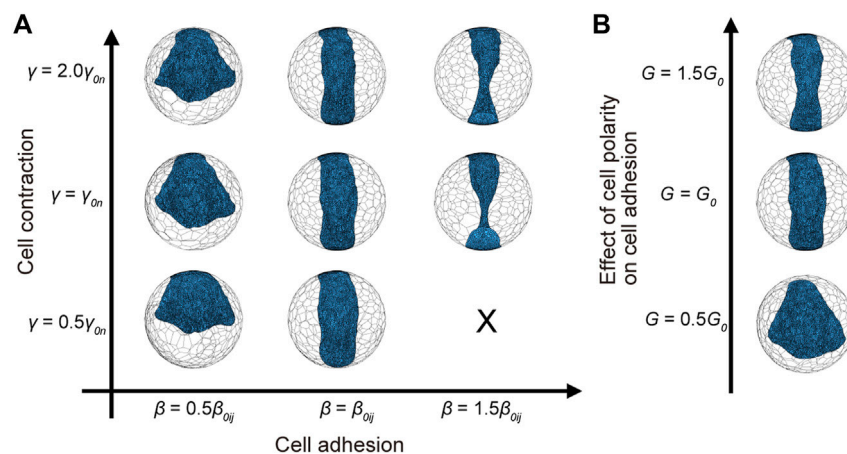 A
B
γ = 2.0γ₀ₙ
γ = γ₀ₙ
γ = 0.5γ₀ₙ
Cell contraction
X
β = 0.5β₀ᵢⱼ
β = β₀ᵢⱼ
β = 1.5β₀ᵢⱼ
Cell adhesion
G = 1.5G₀
G = G₀
G = 0.5G₀
Effect of cell polarity
on cell adhesion